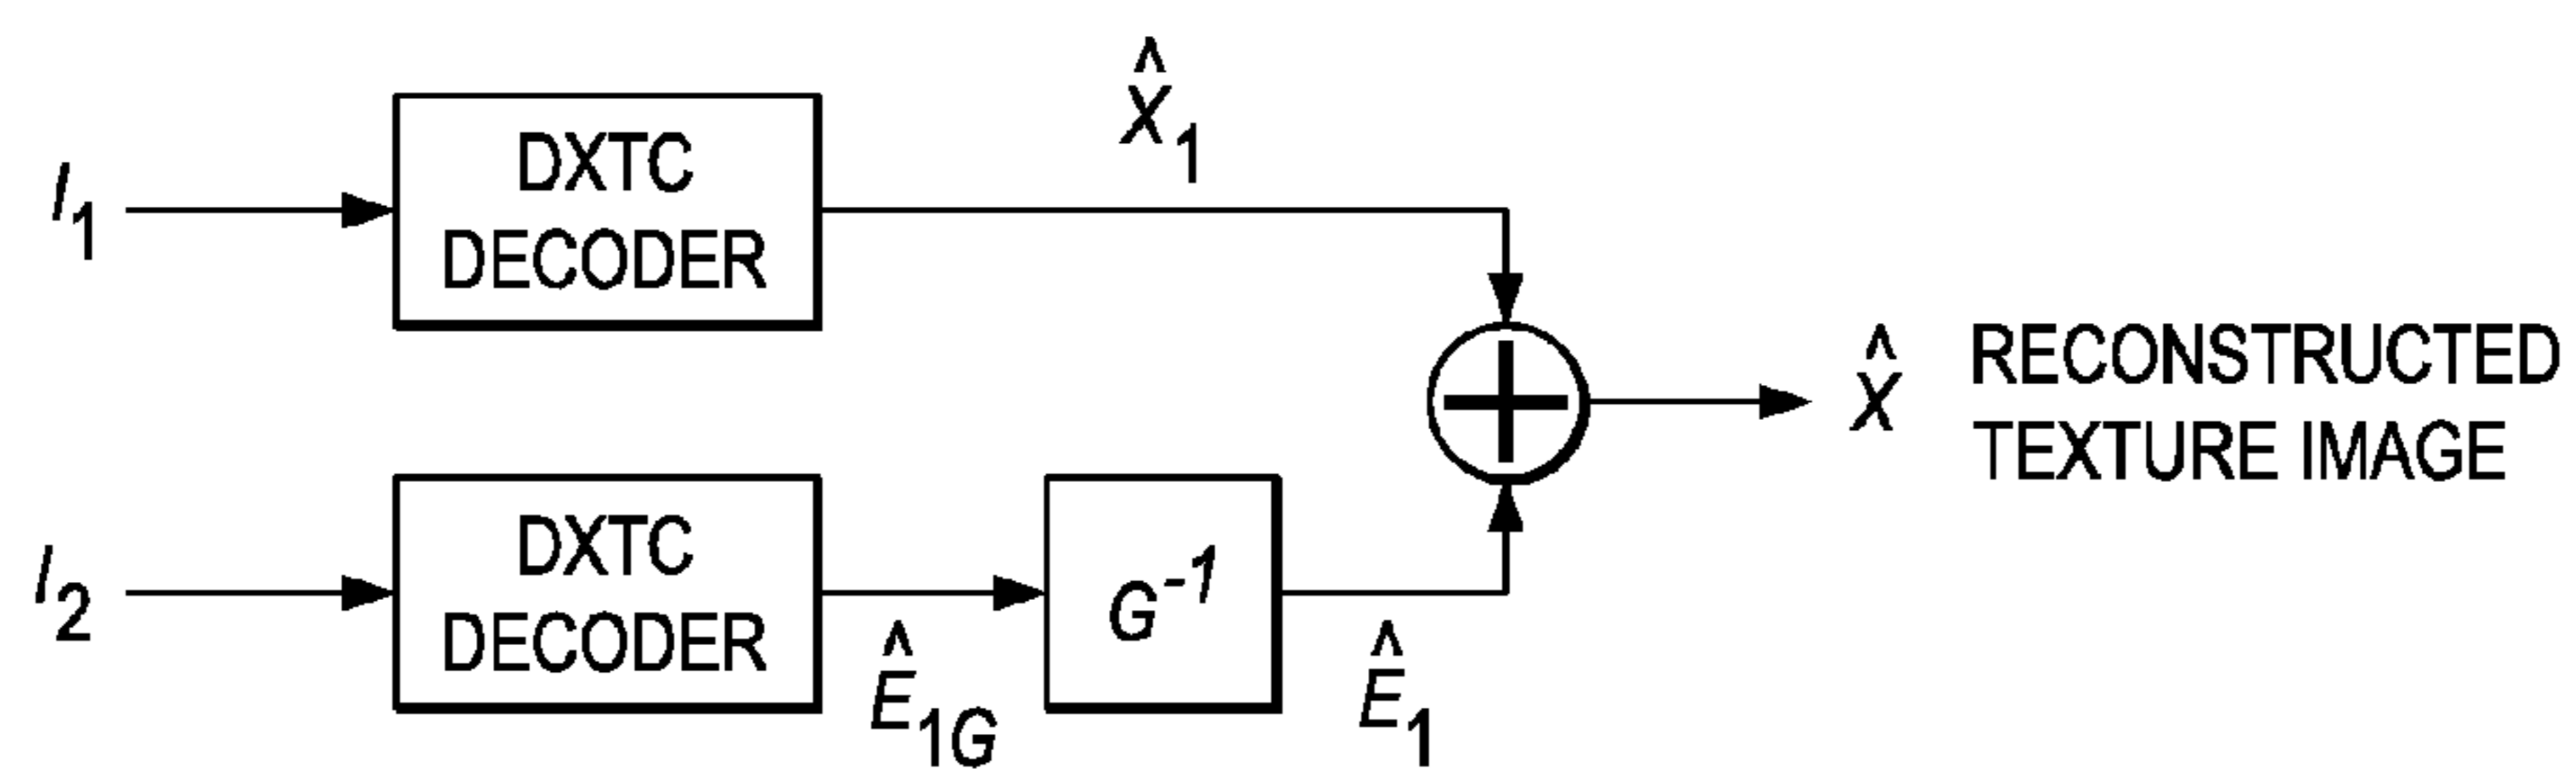 I₁
DXTC
DECODER
X̂₁
I₂
DXTC
DECODER
Ê₁G
G⁻¹
Ê₁
X̂
RECONSTRUCTED
TEXTURE IMAGE